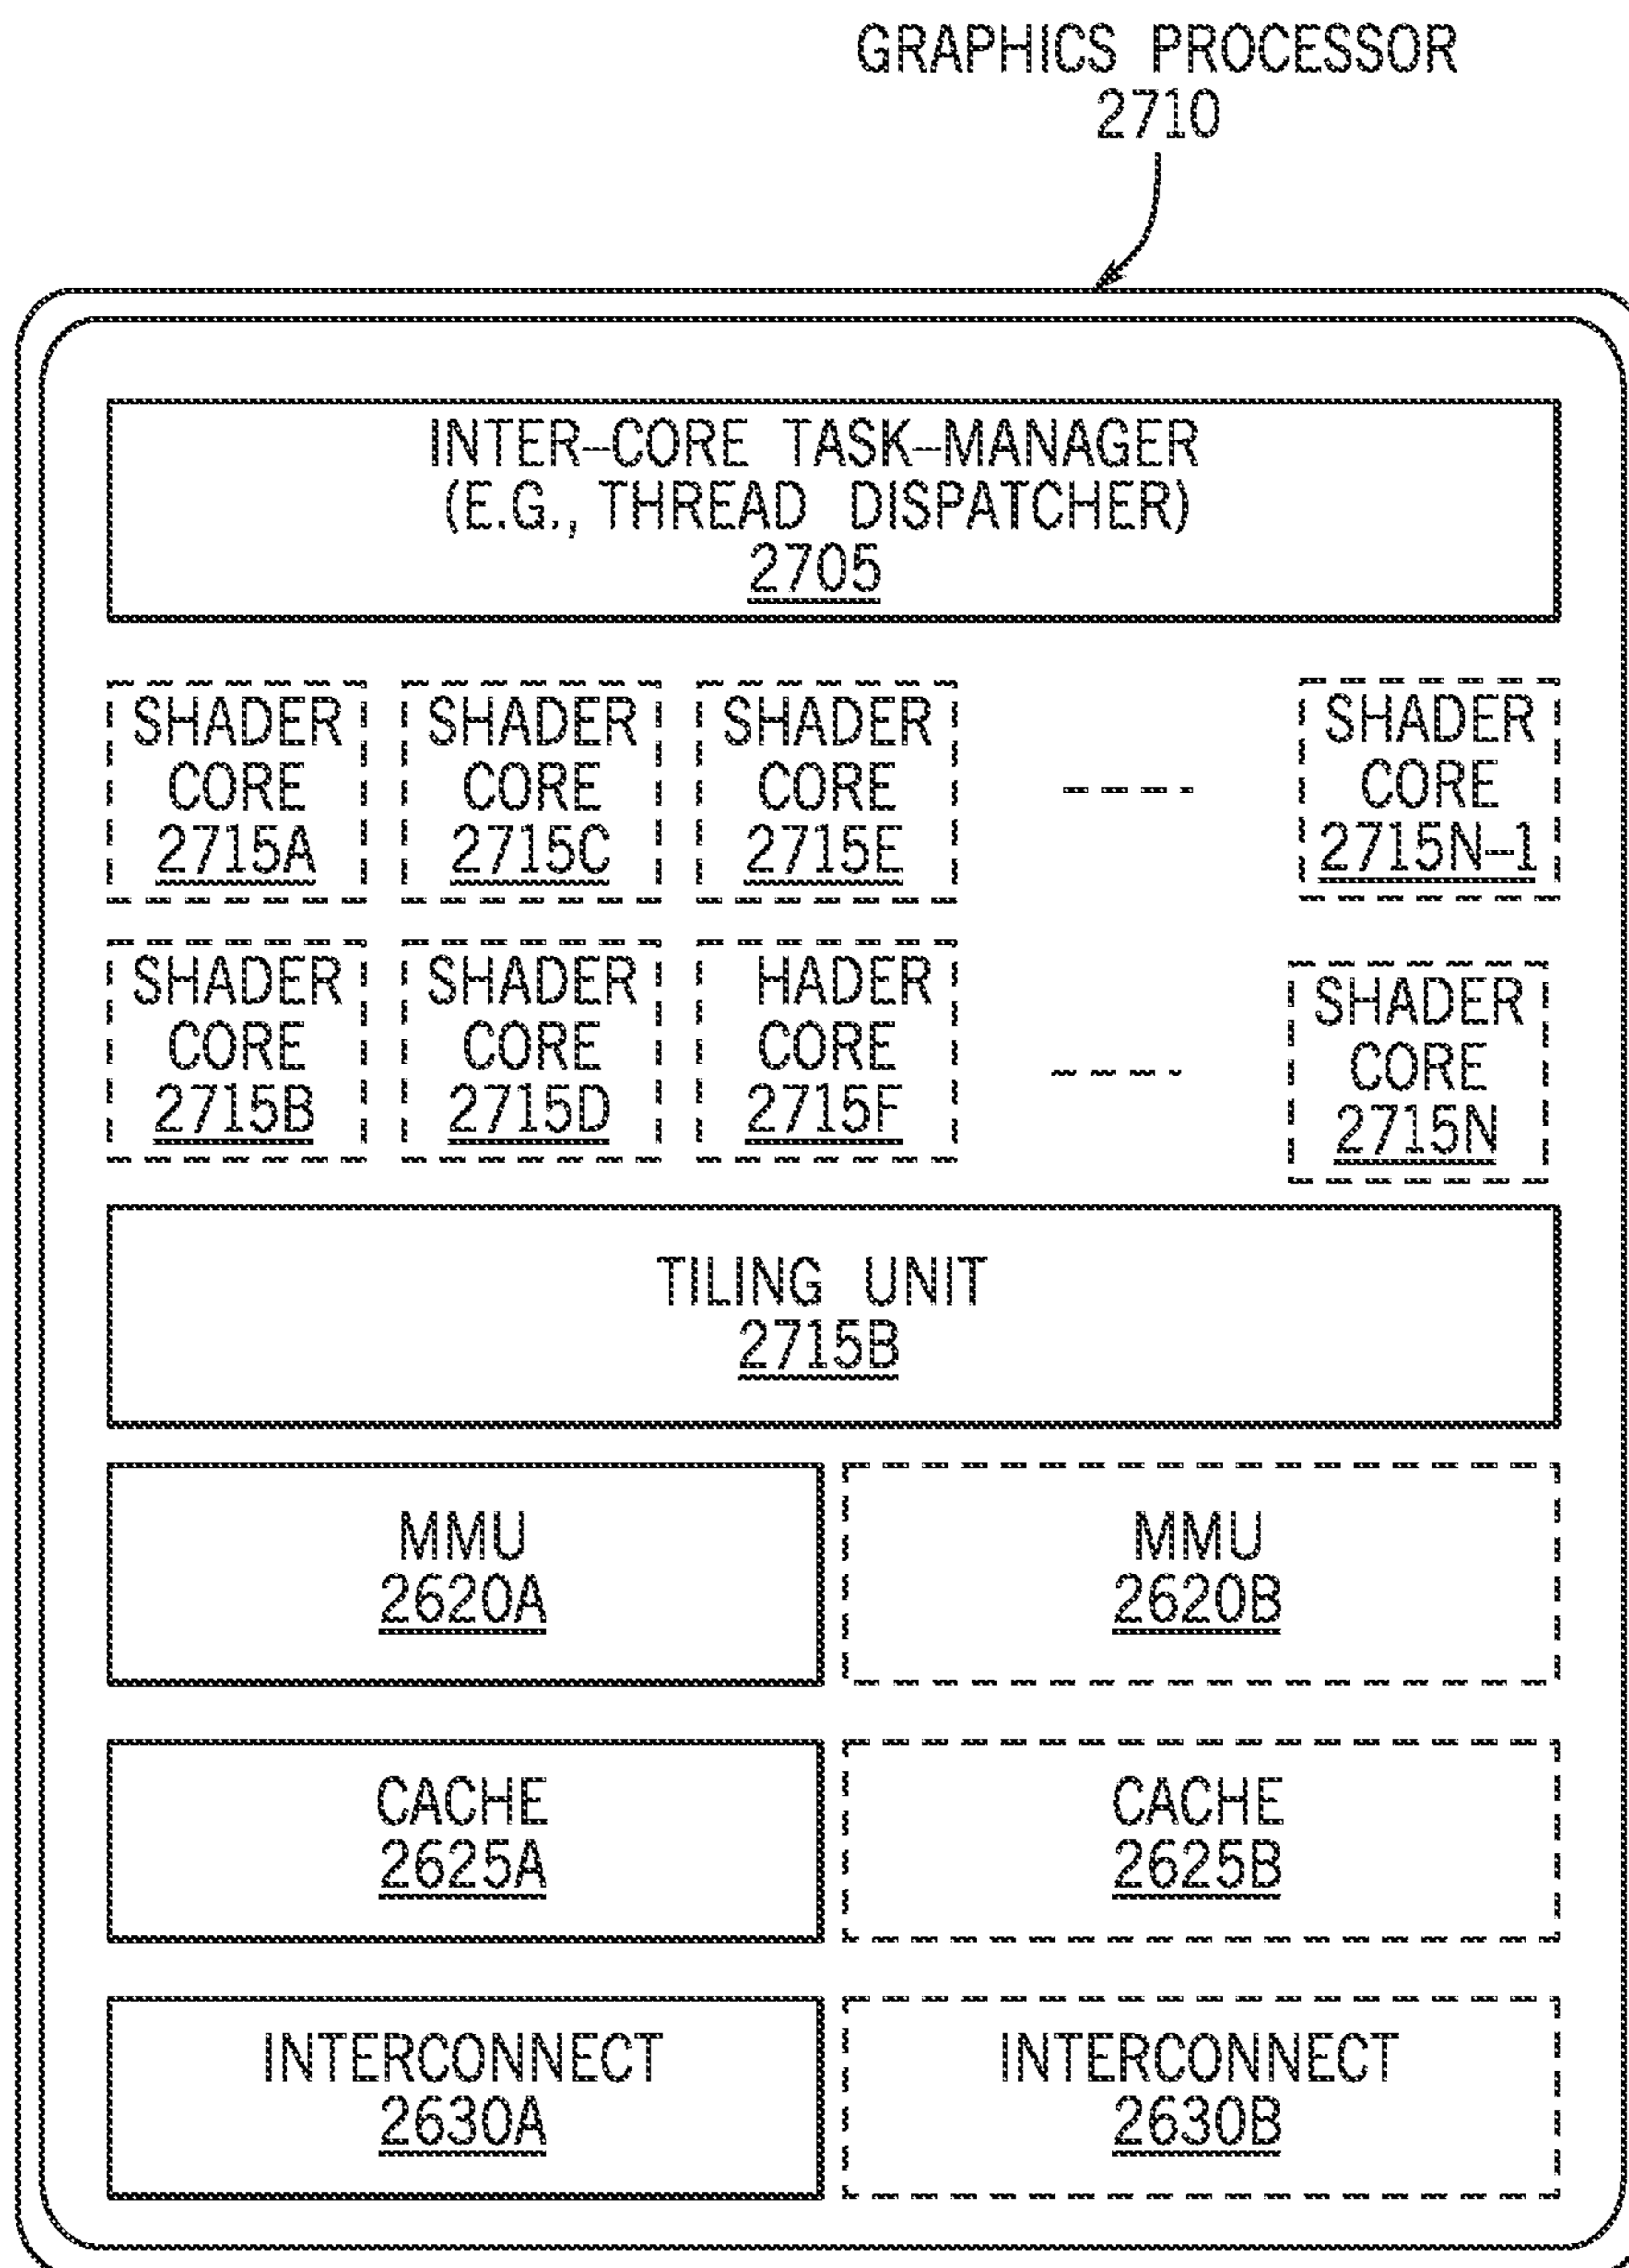 GRAPHICS PROCESSOR
2710
INTER-CORE TASK-MANAGER
(E.G., THREAD DISPATCHER)
2705
SHADER
CORE
2715A
SHADER
CORE
2715C
SHADER
CORE
2715E
SHADER
CORE
2715N-1
SHADER
CORE
2715B
SHADER
CORE
2715D
HADER
CORE
2715F
SHADER
CORE
2715N
TILING UNIT
2715B
MMU
2620A
MMU
2620B
CACHE
2625A
CACHE
2625B
INTERCONNECT
2630A
INTERCONNECT
2630B